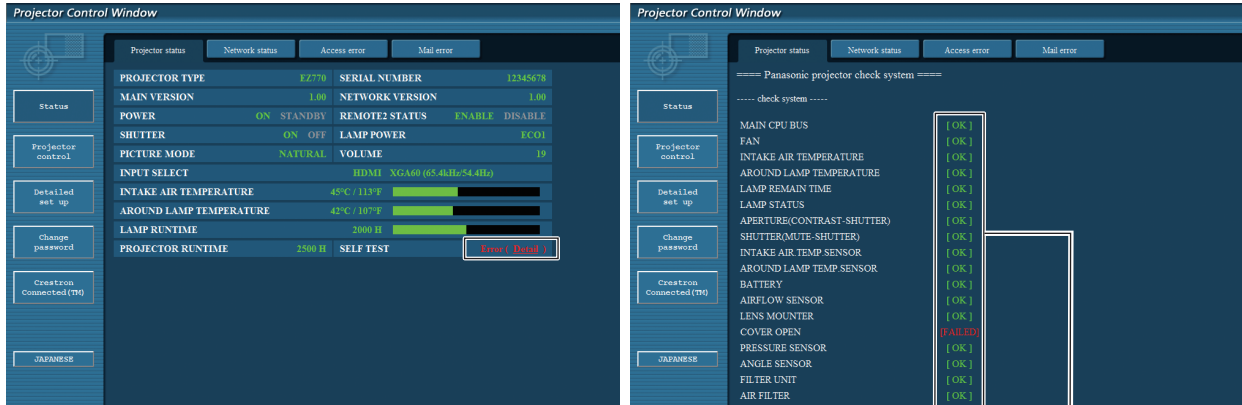 Projector Control Window
Projector status Network status Access error Mail error
PROJECTOR TYPE EZ770 SERIAL NUMBER 12345678
MAIN VERSION 1.00 NETWORK VERSION 1.00
POWER ON STANDBY REMOTE2 STATUS ENABLE DISABLE
SHUTTER ON OFF LAMP POWER ECO1
PICTURE MODE NATURAL VOLUME 19
INPUT SELECT HDMI XGA60 (65.4kHz/54.4Hz)
INTAKE AIR TEMPERATURE 45°C / 113°F
AROUND LAMP TEMPERATURE 42°C / 107°F
LAMP RUNTIME 2000 H
PROJECTOR RUNTIME 2500 H SELF TEST Error ( Detail )
Status
Projector
control
Detailed
set up
Change
password
Crestron
Connected(TM)
JAPANESE
Projector Control Window
Projector status Network status Access error Mail error
==== Panasonic projector check system ====
----- check system -----
MAIN CPU BUS [ OK ]
FAN [ OK ]
INTAKE AIR TEMPERATURE [ OK ]
AROUND LAMP TEMPERATURE [ OK ]
LAMP REMAIN TIME [ OK ]
LAMP STATUS [ OK ]
APERTURE(CONTRAST-SHUTTER) [ OK ]
SHUTTER(MUTE-SHUTTER) [ OK ]
INTAKE AIR.TEMP.SENSOR [ OK ]
AROUND LAMP TEMP.SENSOR [ OK ]
BATTERY [ OK ]
AIRFLOW SENSOR [ OK ]
LENS MOUNTER [ OK ]
COVER OPEN [FAILED]
PRESSURE SENSOR [ OK ]
ANGLE SENSOR [ OK ]
FILTER UNIT [ OK ]
AIR FILTER [ OK ]
Status
Projector
control
Detailed
set up
Change
password
Crestron
Connected(TM)
JAPANESE